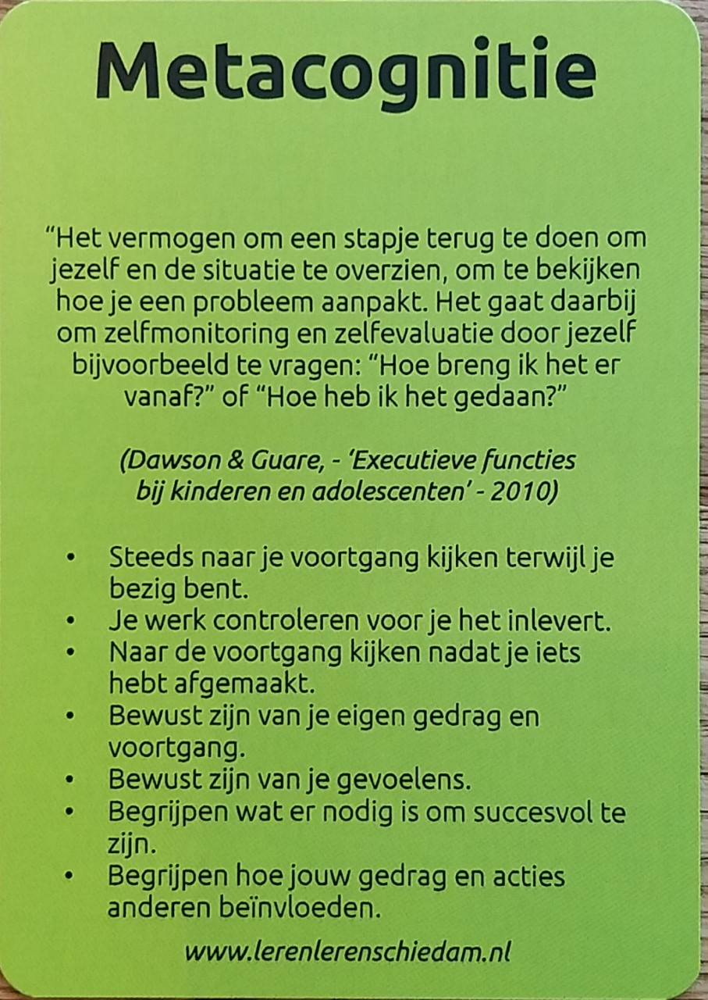 Metacognitie
“Het vermogen om een stapje terug te doen om
jezelf en de situatie te overzien, om te bekijken
hoe je een probleem aanpakt. Het gaat daarbij
om zelfmonitoring en zelfevaluatie door jezelf
bijvoorbeeld te vragen: “Hoe breng ik het er
vanaf?” of “Hoe heb ik het gedaan?”
(Dawson & Guare, - ‘Executieve functies
bij kinderen en adolescenten’ - 2010)
• Steeds naar je voortgang kijken terwijl je
bezig bent.
• Je werk controleren voor je het inlevert.
• Naar de voortgang kijken nadat je iets
hebt afgemaakt.
• Bewust zijn van je eigen gedrag en
voortgang.
• Bewust zijn van je gevoelens.
• Begrijpen wat er nodig is om succesvol te
zijn.
• Begrijpen hoe jouw gedrag en acties
anderen beïnvloeden.
www.lerenlerenschiedam.nl